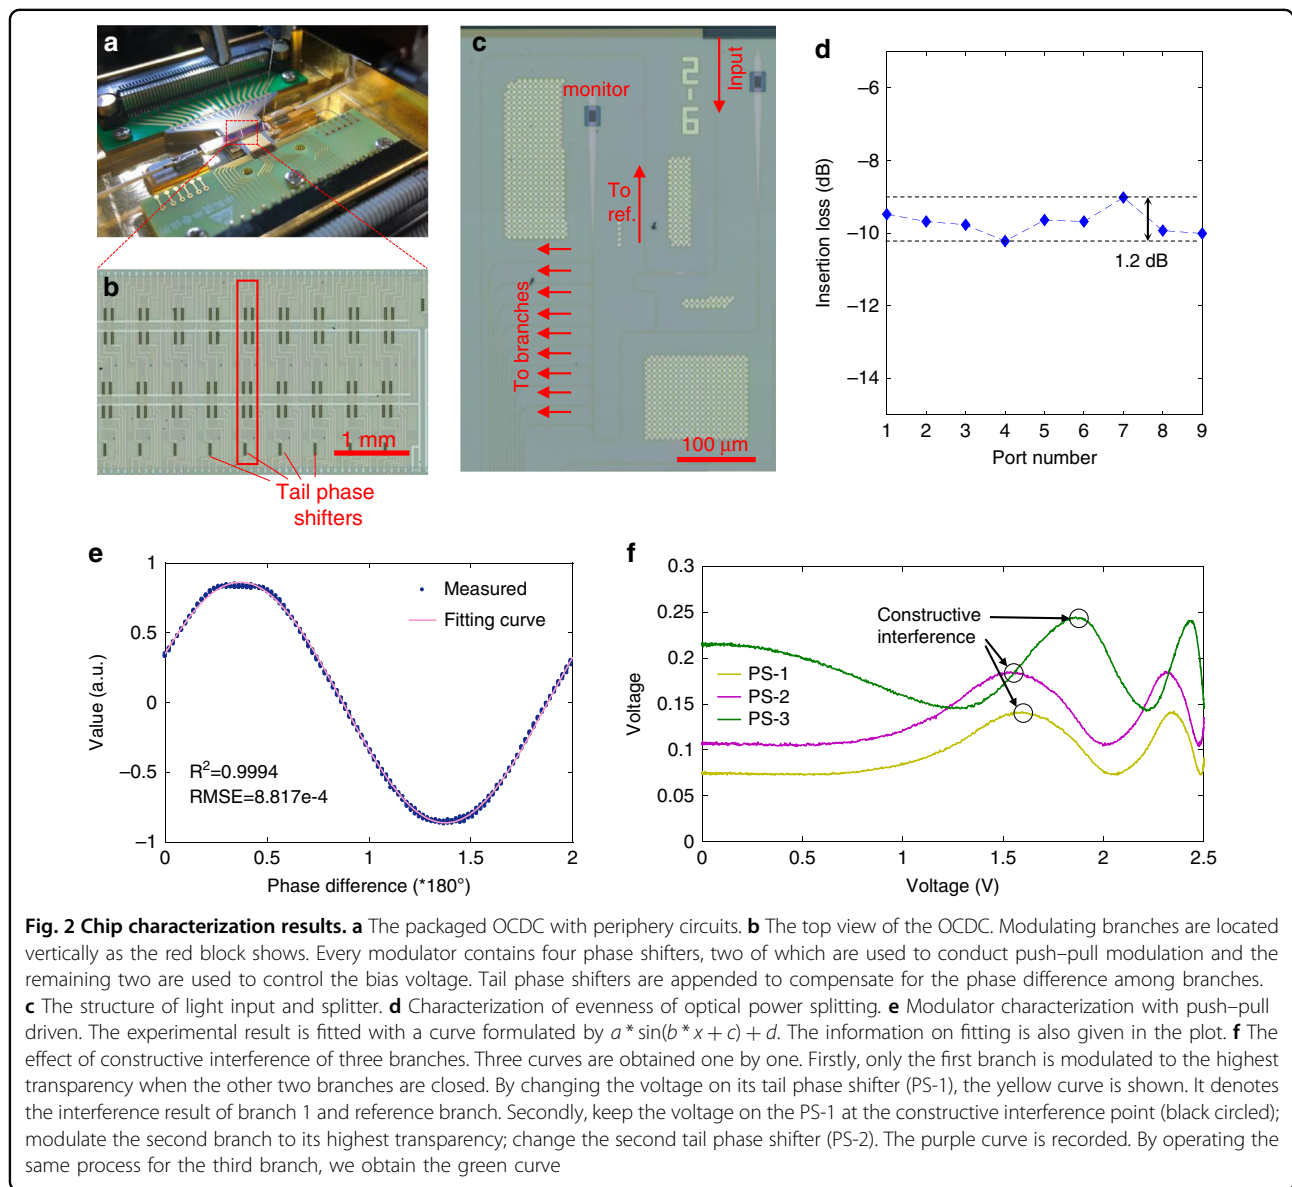 a
b
1 mm
Tail phase
shifters
c
monitor
2-6
Input
To
ref.
To branches
100 μm
d
Insertion loss (dB)
−6
−8
−10
−12
−14
1.2 dB
1 2 3 4 5 6 7 8 9
Port number
e
Value (a.u.)
1
0.5
0
−0.5
−1
Measured
Fitting curve
R²=0.9994
RMSE=8.817e-4
0 0.5 1 1.5 2
Phase difference (*180°)
f
Voltage
0.3
0.25
0.2
0.15
0.1
0.05
0
Constructive
interference
PS-1
PS-2
PS-3
0 0.5 1 1.5 2 2.5
Voltage (V)
Fig. 2 Chip characterization results. a The packaged OCDC with periphery circuits. b The top view of the OCDC. Modulating branches are located
vertically as the red block shows. Every modulator contains four phase shifters, two of which are used to conduct push–pull modulation and the
remaining two are used to control the bias voltage. Tail phase shifters are appended to compensate for the phase difference among branches.
c The structure of light input and splitter. d Characterization of evenness of optical power splitting. e Modulator characterization with push–pull
driven. The experimental result is fitted with a curve formulated by a * sin(b * x + c) + d. The information on fitting is also given in the plot. f The
effect of constructive interference of three branches. Three curves are obtained one by one. Firstly, only the first branch is modulated to the highest
transparency when the other two branches are closed. By changing the voltage on its tail phase shifter (PS-1), the yellow curve is shown. It denotes
the interference result of branch 1 and reference branch. Secondly, keep the voltage on the PS-1 at the constructive interference point (black circled);
modulate the second branch to its highest transparency; change the second tail phase shifter (PS-2). The purple curve is recorded. By operating the
same process for the third branch, we obtain the green curve